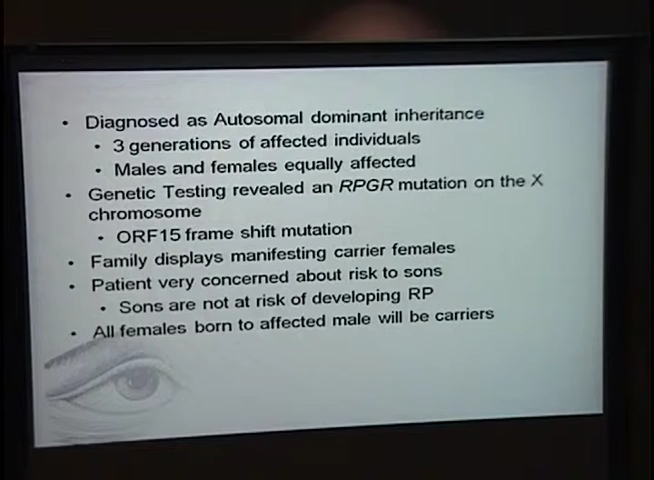 • Diagnosed as Autosomal dominant inheritance
• 3 generations of affected individuals
• Males and females equally affected
• Genetic Testing revealed an RPGR mutation on the X
chromosome
• ORF15 frame shift mutation
• Family displays manifesting carrier females
• Patient very concerned about risk to sons
• Sons are not at risk of developing RP
• All females born to affected male will be carriers